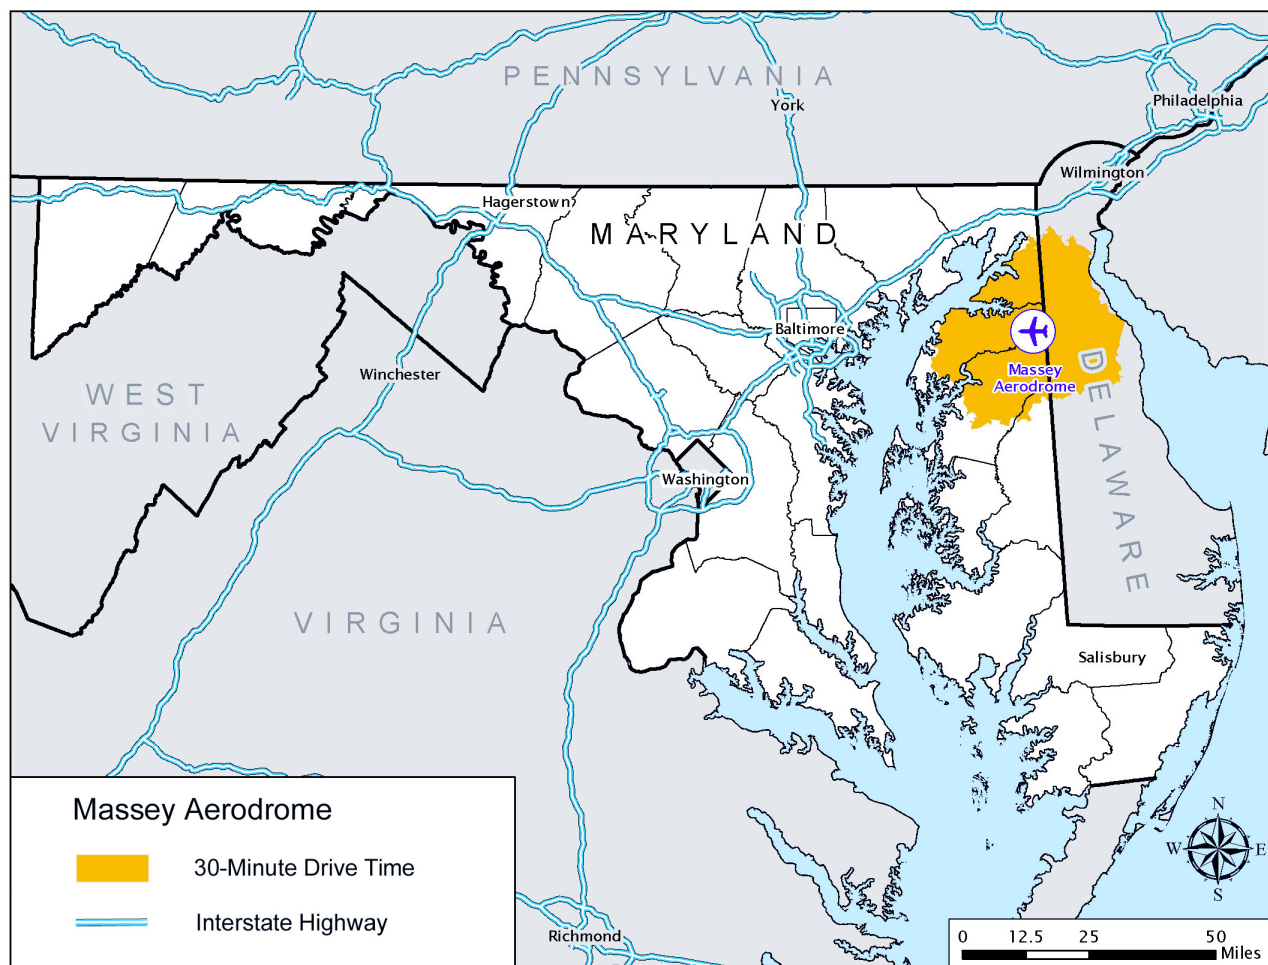 PENNSYLVANIA
York
Philadelphia
Wilmington
Hagerstown
MARYLAND
Baltimore
Massey
Aerodrome
DELAWARE
Winchester
WEST
VIRGINIA
Washington
VIRGINIA
Salisbury
Richmond
Massey Aerodrome
30-Minute Drive Time
Interstate Highway
N
W E
S
0 12.5 25 50
Miles